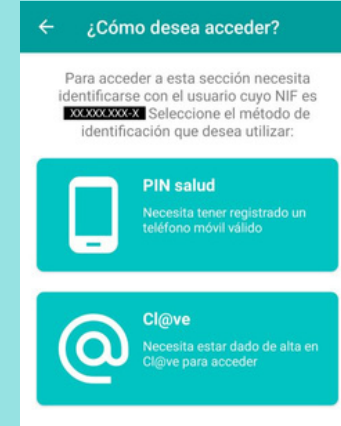 ¿Cómo desea acceder?
Para acceder a esta sección necesita
identificarse con el usuario cuyo NIF es
XX.XXX.XXX-X Seleccione el método de
identificación que desea utilizar:
PIN salud
Necesita tener registrado un
teléfono móvil válido
Cl@ve
Necesita estar dado de alta en
Cl@ve para acceder